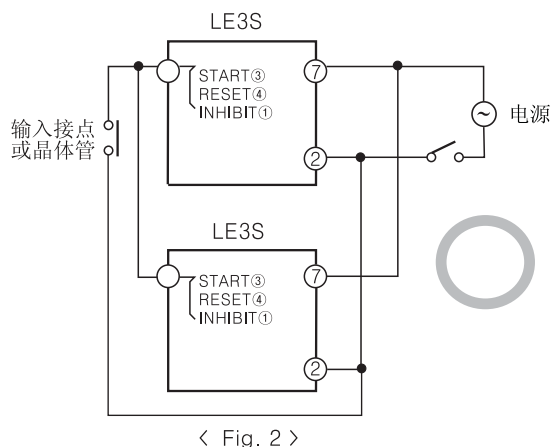 LE3S
START③
RESET④
INHIBIT①
⑦
②
~
电源
输入接点
或晶体管
LE3S
START③
RESET④
INHIBIT①
⑦
②
< Fig. 2 >